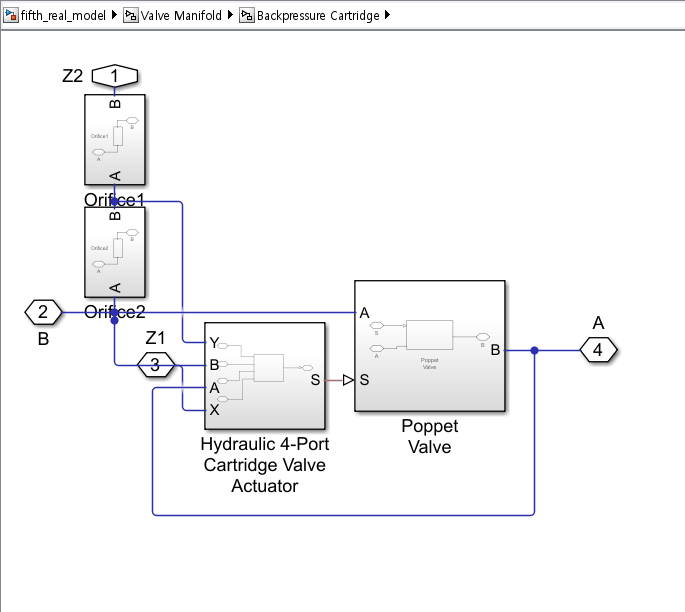 fifth_real_model Valve Manifold Backpressure Cartridge
Z2 1
B
Orifice1
B
A
A
Orifice1
B
Orifice2
B
A
A
Orifice2
2
B
Z1
3
Y
B
A
X
S
Hydraulic 4-Port
Cartridge Valve
Actuator
A
S
S
A
B
Poppet
Valve
B
Poppet
Valve
A
4